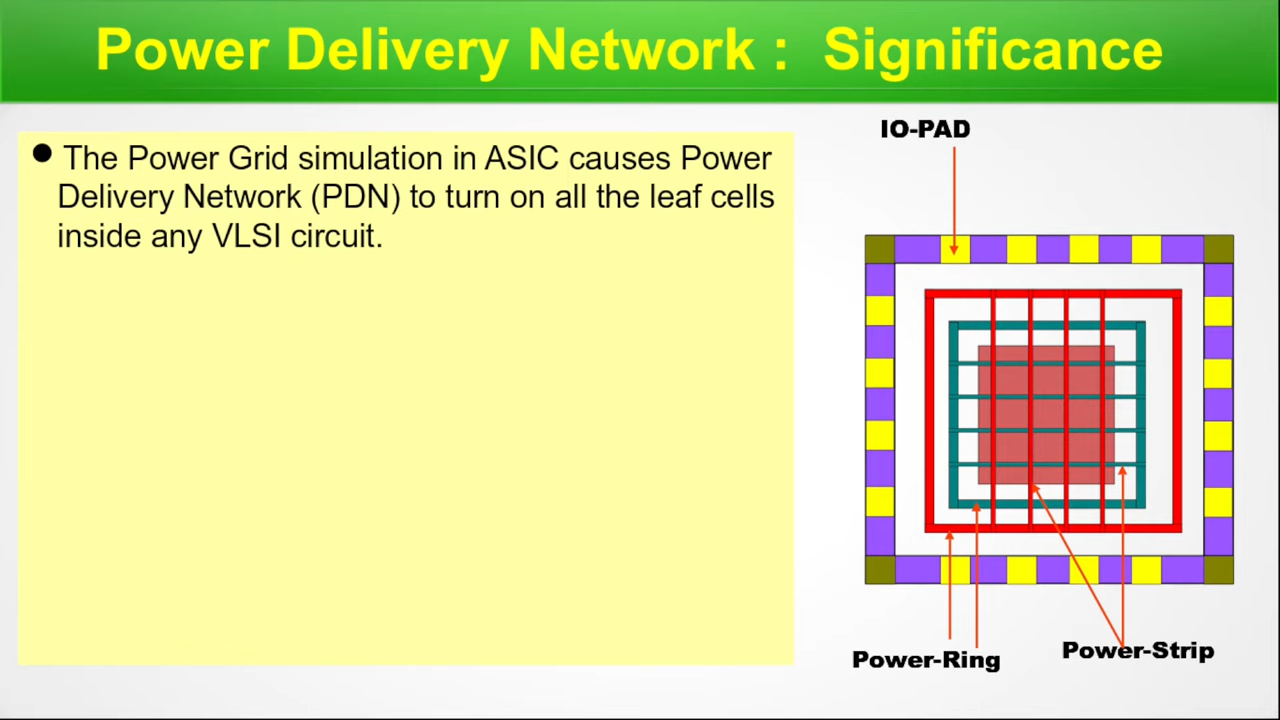 Power Delivery Network :  Significance
IO-PAD
● The Power Grid simulation in ASIC causes Power
Delivery Network (PDN) to turn on all the leaf cells
inside any VLSI circuit.
Power-Ring
Power-Strip